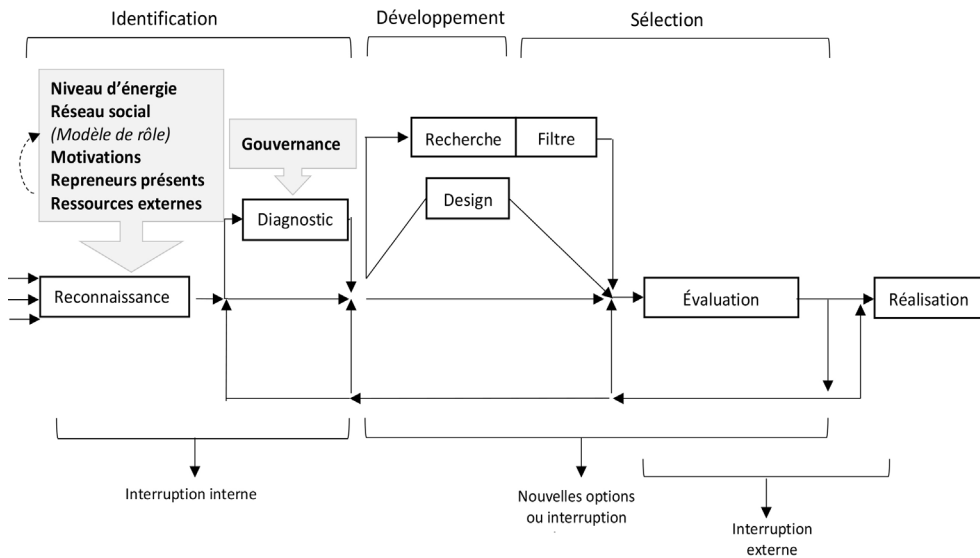 Identification
Développement
Sélection
Niveau d’énergie
Réseau social
(Modèle de rôle)
Motivations
Repreneurs présents
Ressources externes
Gouvernance
Recherche
Filtre
Design
Diagnostic
Reconnaissance
Évaluation
Réalisation
Interruption interne
Nouvelles options
ou interruption
Interruption
externe